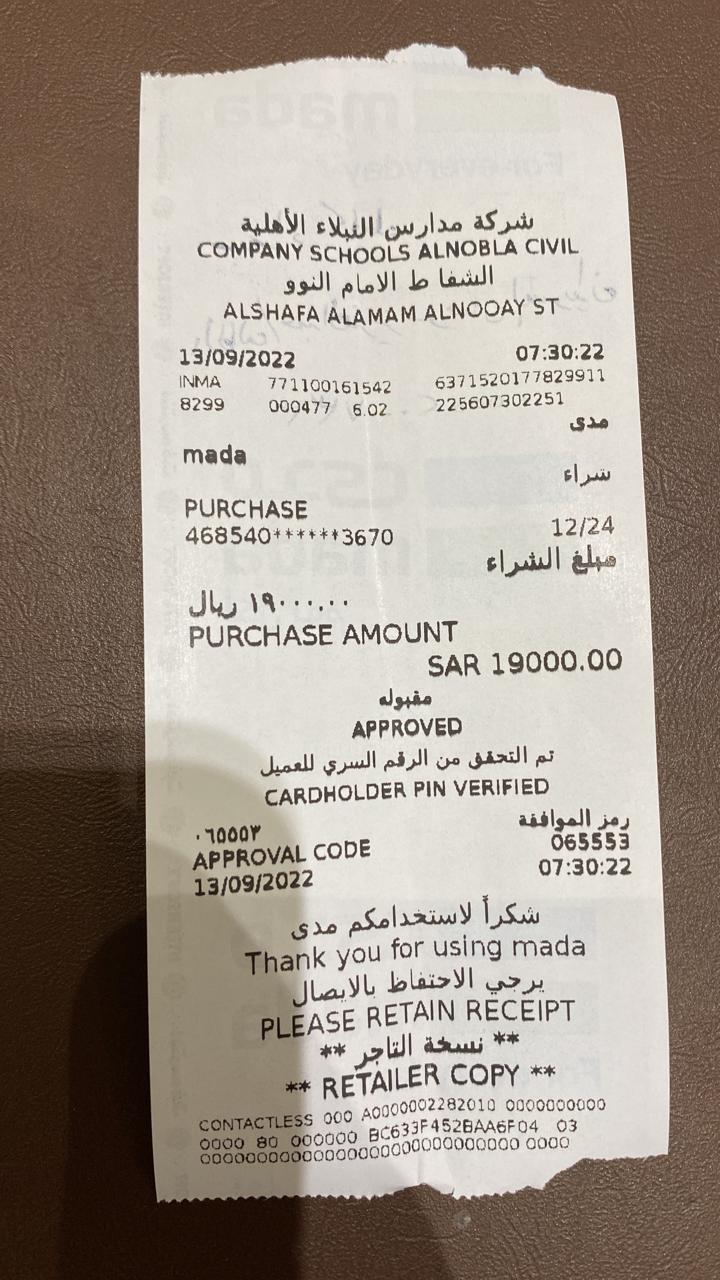 شركة مدارس النبلاء الأهلية
COMPANY SCHOOLS ALNOBLA CIVIL
الشفا ط الامام النوو
ALSHAFA ALAMAM ALNOOAY ST
13/09/2022 07:30:22
INMA 771100161542 6371520177829911
8299 000477 6.02 225607302251
مدى
mada
شراء
PURCHASE
468540******3670 12/24
مبلغ الشراء
١٩٠٠٠.٠٠ ريال
PURCHASE AMOUNT
SAR 19000.00
مقبوله
APPROVED
تم التحقق من الرقم السري للعميل
CARDHOLDER PIN VERIFIED
رمز الموافقة
٠٦٥٥٥٣
APPROVAL CODE 065553
13/09/2022 07:30:22
شكراً لاستخدامكم مدى
Thank you for using mada
يرجي الاحتفاظ بالايصال
PLEASE RETAIN RECEIPT
** نسخة التاجر **
** RETAILER COPY **
CONTACTLESS 000 A0000002282010 0000000000
0000 80 000000 BC633F452BAA6F04 03
0000000000000000000000000000000 0000